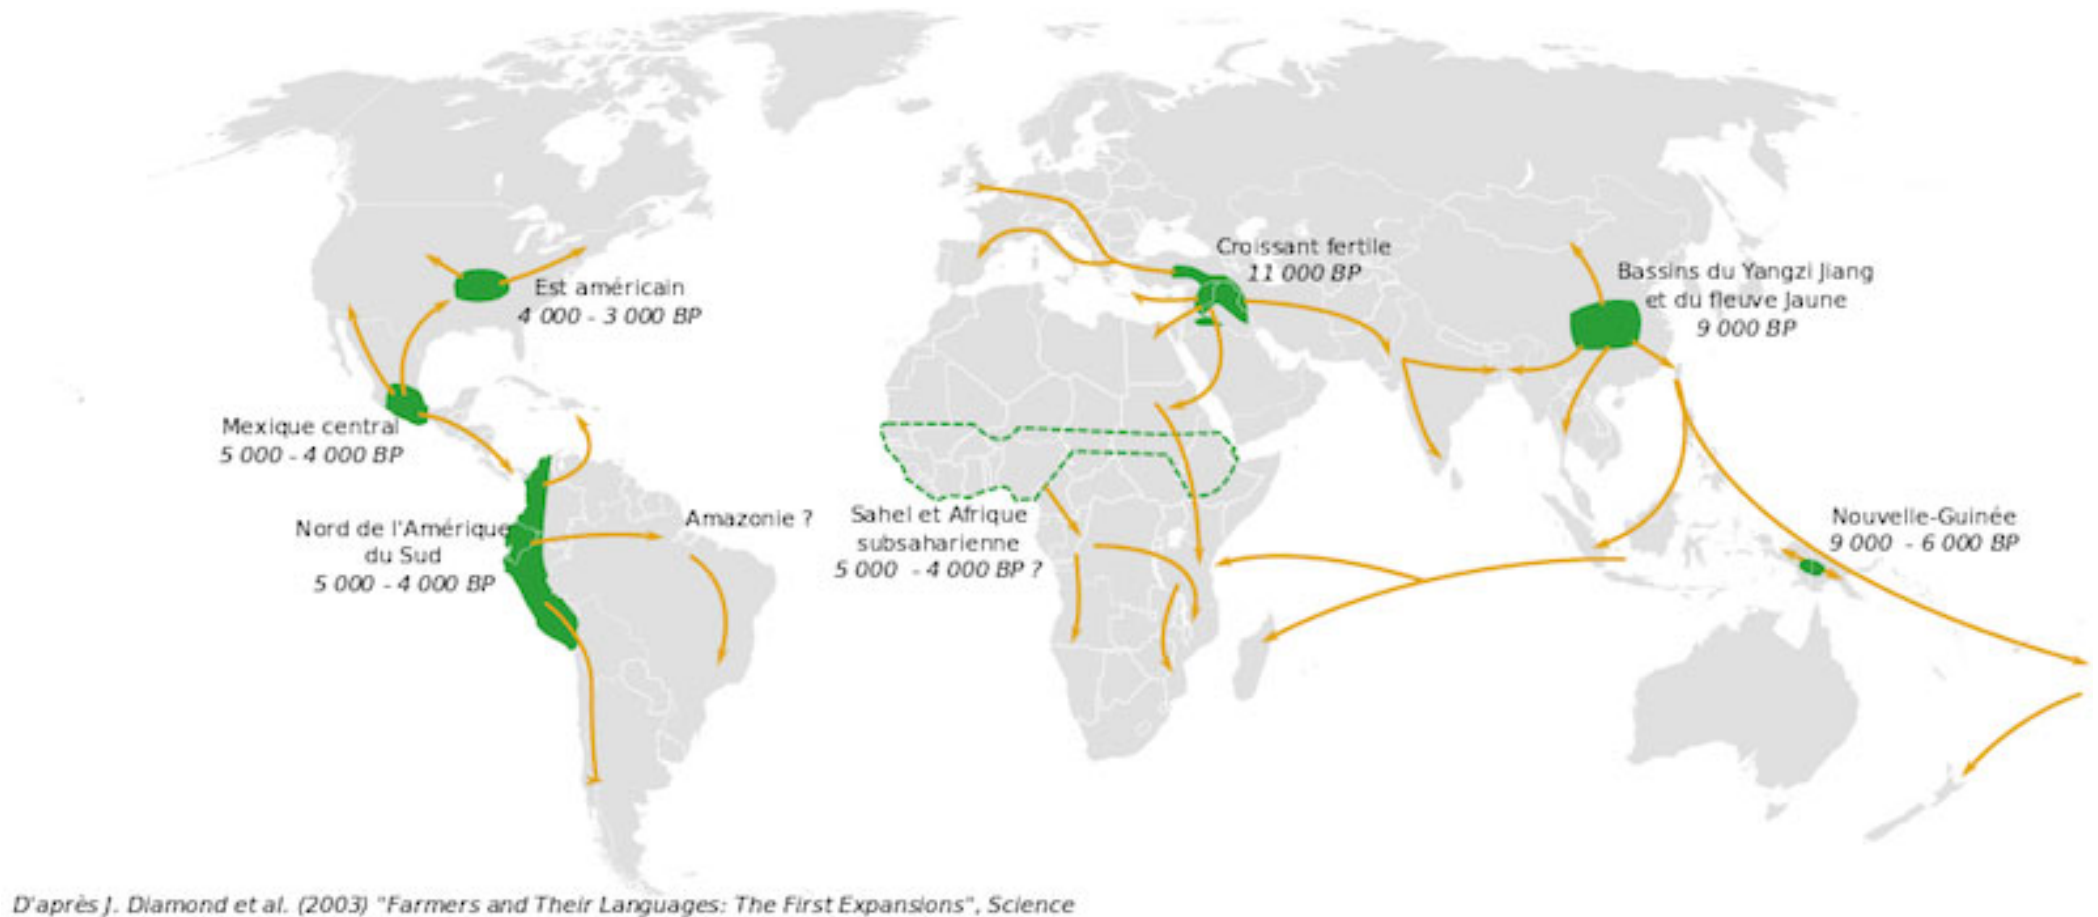 Croissant fertile
11 000 BP
Bassins du Yangzi Jiang
et du fleuve Jaune
9 000 BP
Est américain
4 000 - 3 000 BP
Mexique central
5 000 - 4 000 BP
Nord de l'Amérique
du Sud
5 000 - 4 000 BP
Amazonie ?
Sahel et Afrique
subsaharienne
5 000 - 4 000 BP ?
Nouvelle-Guinée
9 000 - 6 000 BP
D'après J. Diamond et al. (2003) "Farmers and Their Languages: The First Expansions", Science